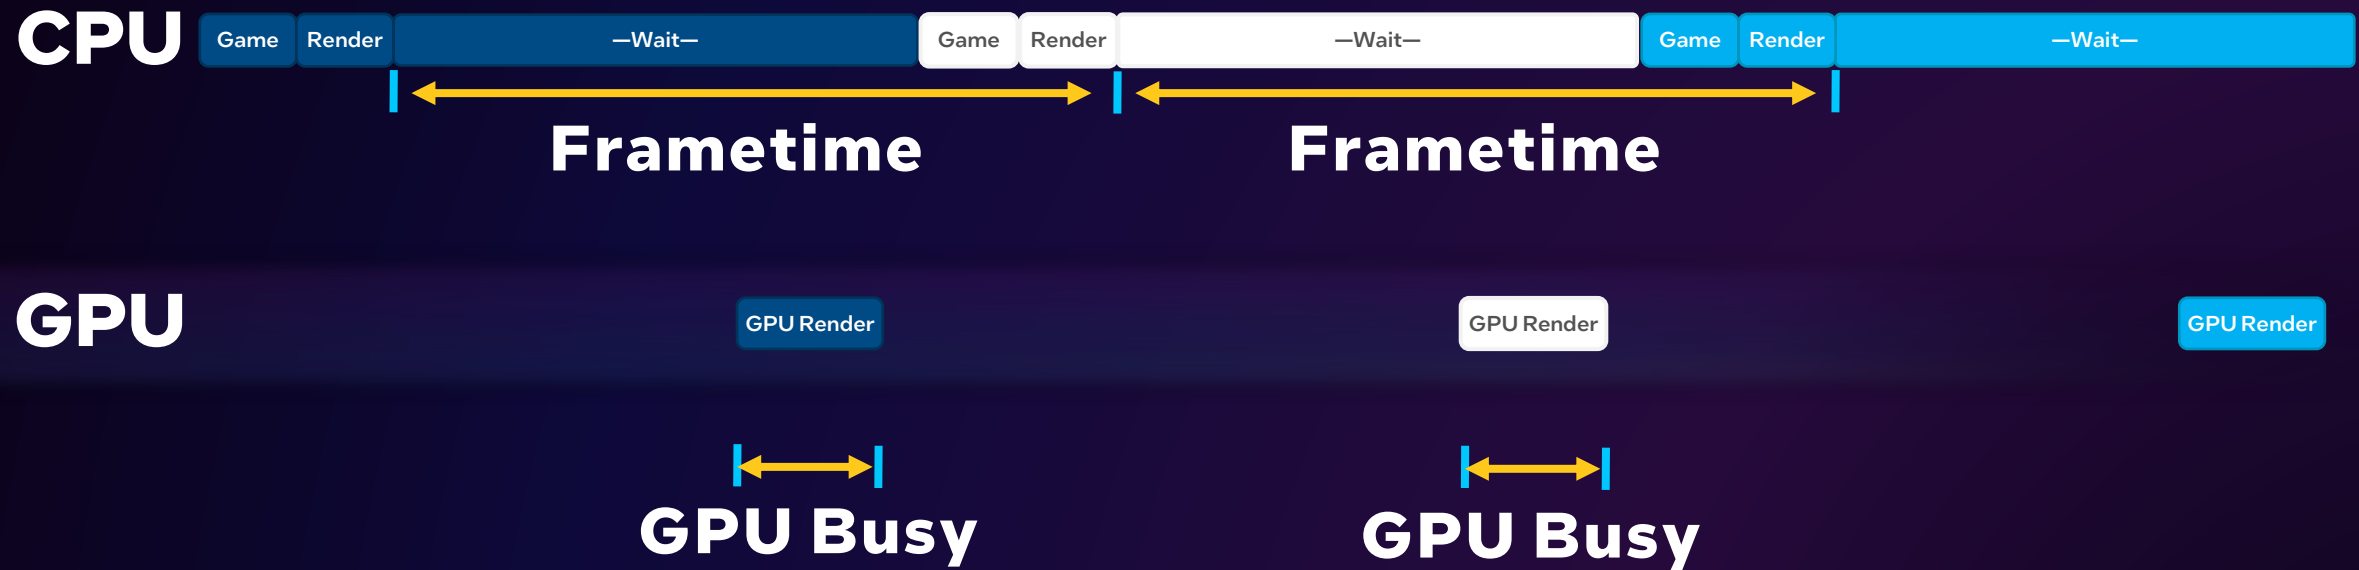 CPU Game Render —Wait— Game Render —Wait— Game Render —Wait—
Frametime Frametime
GPU GPU Render GPU Render GPU Render
GPU Busy GPU Busy